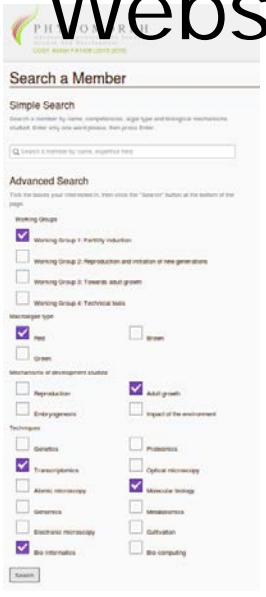 Webs
COST ACTION FA1406 (2015-2019)
Search a Member
Simple Search
Search a member by name, competences, algal type and biological mechanisms
studied. Enter only one word please, then press Enter.
Search a member by name, expertise here
Advanced Search
Tick the boxes your interested in, then click the "Search" button at the bottom of the
page.
Working Groups
Working Group 1: Fertility induction
Working Group 2: Reproduction and initiation of new generations
Working Group 3: Towards adult growth
Working Group 4: Technical tools
Macroalgae type
Red Brown
Green
Mechanisms of development studied
Reproduction Adult growth
Embryogenesis Impact of the environment
Techniques
Genetics Proteomics
Transcriptomics Optical microscopy
Atomic microscopy Molecular biology
Genomics Metabolomics
Electronic microscopy Cultivation
Bio informatics Bio computing
Search